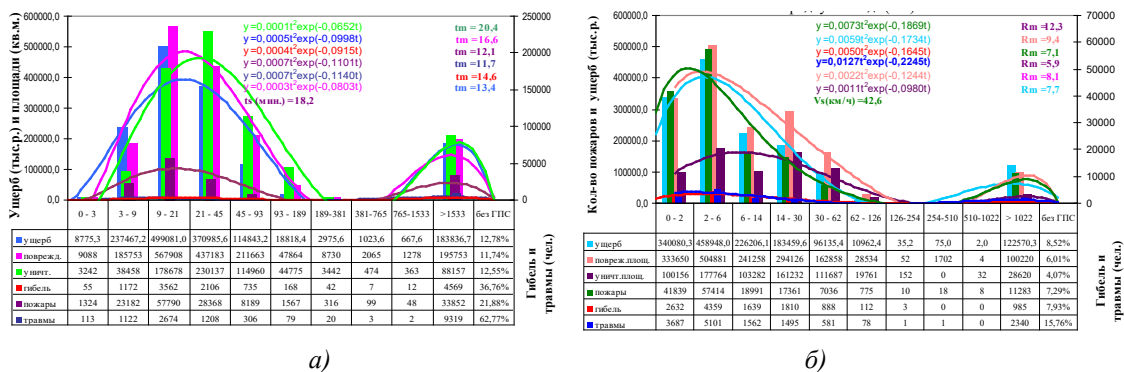 600000,0
500000,0
400000,0
300000,0
200000,0
100000,0
0,0
Ущерб (тыс.р.) и площади (кв.м.)
y=0,0001t²exp(-0,0652t)
y=0,0005t²exp(-0,0998t)
y=0,0004t²exp(-0,0915t)
y=0,0007t²exp(-0,1101t)
y=0,0007t²exp(-0,1140t)
y=0,0003t²exp(-0,0803t)
ts (мин.) =18,2
tm = 20,4
tm = 16,6
tm = 12,1
tm = 11,7
tm = 14,6
tm = 13,4
250000
200000
150000
100000
50000
0
Гибель и травмы (чел.)
0 - 3 3 - 9 9 - 21 21 - 45 45 - 93 93 - 189 189-381 381-765 765-1533 >1533 без ГПС
ущерб 8775,3 237467,2 499081,0 370985,6 114843,2 18818,4 2975,6 1023,6 667,6 183836,7 12,78%
поврежд. 9088 185753 567908 437183 211663 47864 8730 2065 1278 195753 11,74%
уничт. 3242 38458 178678 230137 114960 44775 3442 474 363 88157 12,55%
гибель 55 1172 3562 2106 735 168 42 7 12 4569 36,76%
пожары 1324 23182 57790 28368 8189 1567 316 99 48 33852 21,88%
травмы 113 1122 2674 1208 306 79 20 3 2 9319 62,77%
а)
600000,0
500000,0
400000,0
300000,0
200000,0
100000,0
0,0
Кол.-во пожаров и ущерб (тыс.р.)
y=0.0073t²exp(-0,1869t)
y=0.0059t²exp(-0,1734t)
y=0.0050t²exp(-0,1645t)
y=0,0127t²exp(-0,2245t)
y=0,0022t²exp(-0,1244t)
y=0.0011t²exp(-0,0980t)
Vs(км/ч) =42,6
Rm =12,3
Rm =9,4
Rm =7,1
Rm =5,9
Rm =8,1
Rm =7,7
70000
60000
50000
40000
30000
20000
10000
0
Гибель и травмы (чел.)
0 - 2 2 - 6 6 - 14 14 - 30 30 - 62 62 - 126 126-254 254-510 510-1022 > 1022 без ГПС
ущерб 340080,3 458948,0 226206,1 183459,6 96135,4 10962,4 35,2 75,0 2,0 122570,3 8,52%
повреж.площ. 333650 504881 241258 294126 162858 28534 52 1702 4 100220 6,01%
уничт.площ. 100156 177764 103282 161232 111687 19761 152 0 32 28620 4,07%
пожары 41839 57414 18991 17361 7036 775 10 18 8 11283 7,29%
гибель 2632 4359 1639 1810 888 112 3 0 0 985 7,93%
травмы 3687 5101 1562 1495 581 78 1 1 0 2340 15,76%
б)